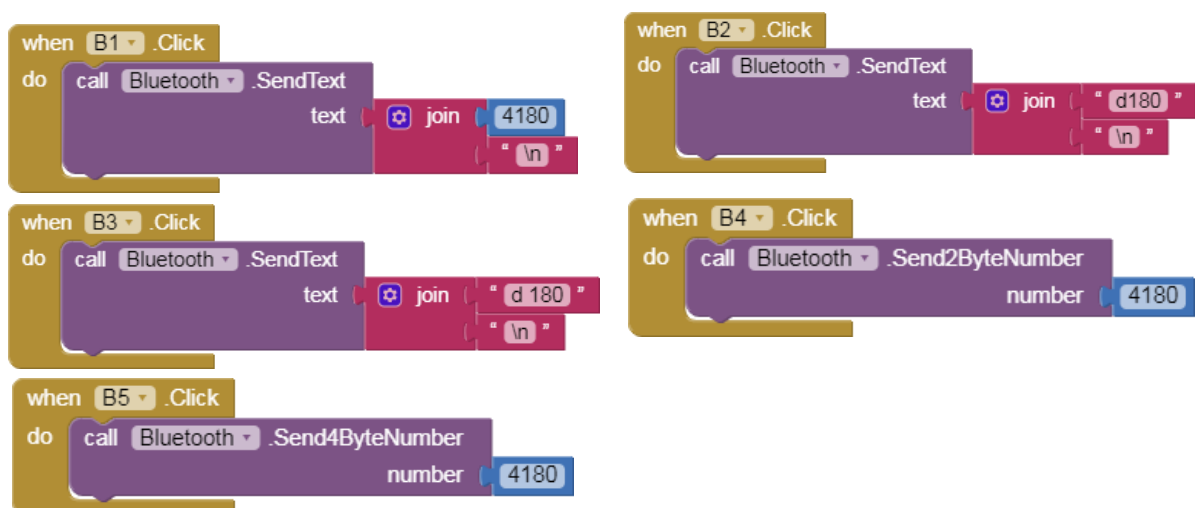 when B1 .Click
do call Bluetooth .SendText
text join 4180
" \n "
when B2 .Click
do call Bluetooth .SendText
text join " d180 "
" \n "
when B3 .Click
do call Bluetooth .SendText
text join " d 180 "
" \n "
when B4 .Click
do call Bluetooth .Send2ByteNumber
number 4180
when B5 .Click
do call Bluetooth .Send4ByteNumber
number 4180